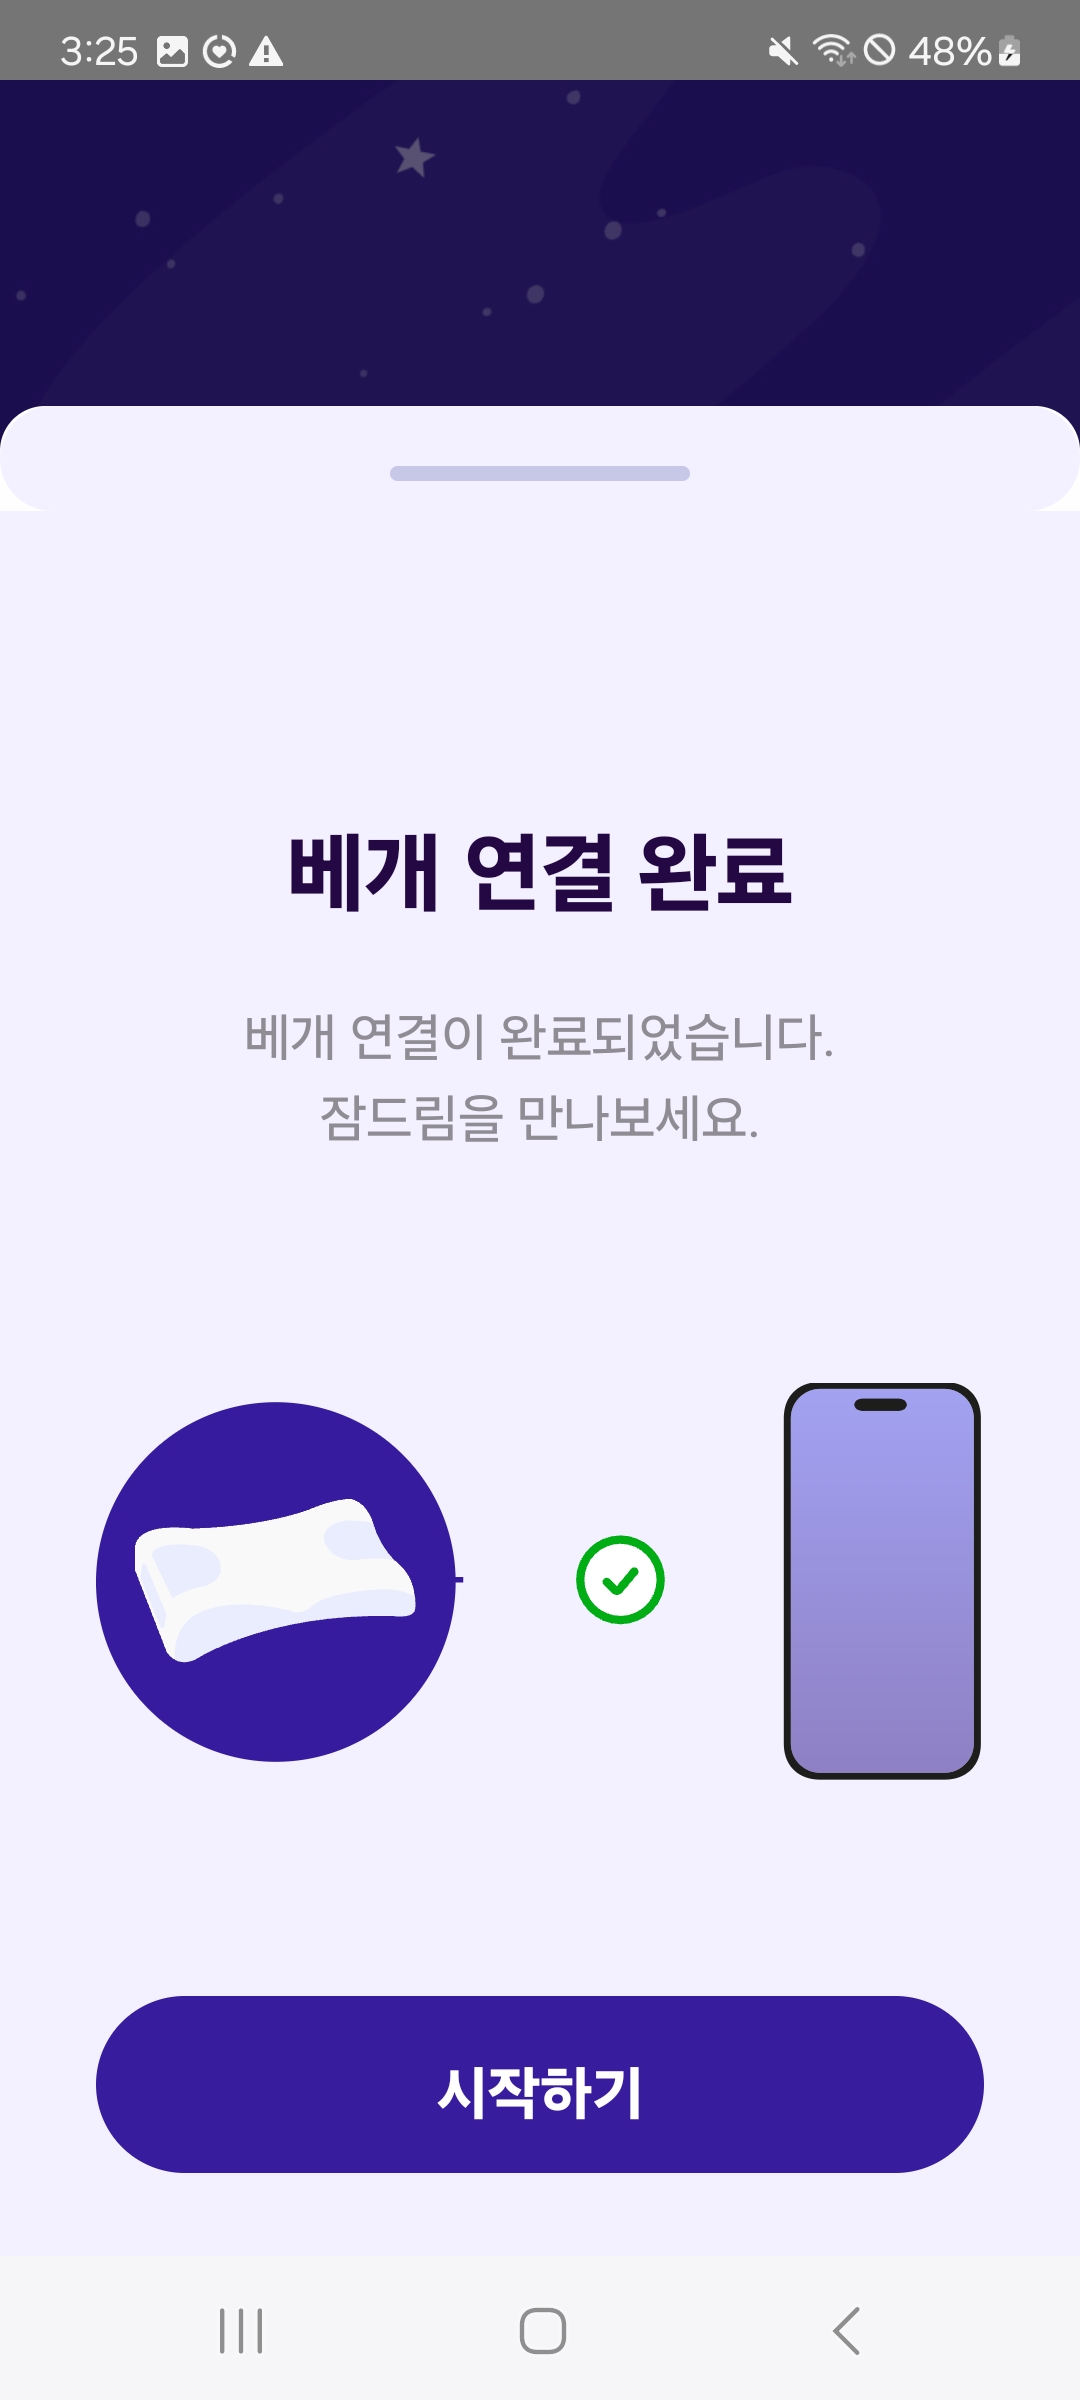 3:25
48%
베개 연결 완료
베개 연결이 완료되었습니다.
잠드림을 만나보세요.
시작하기